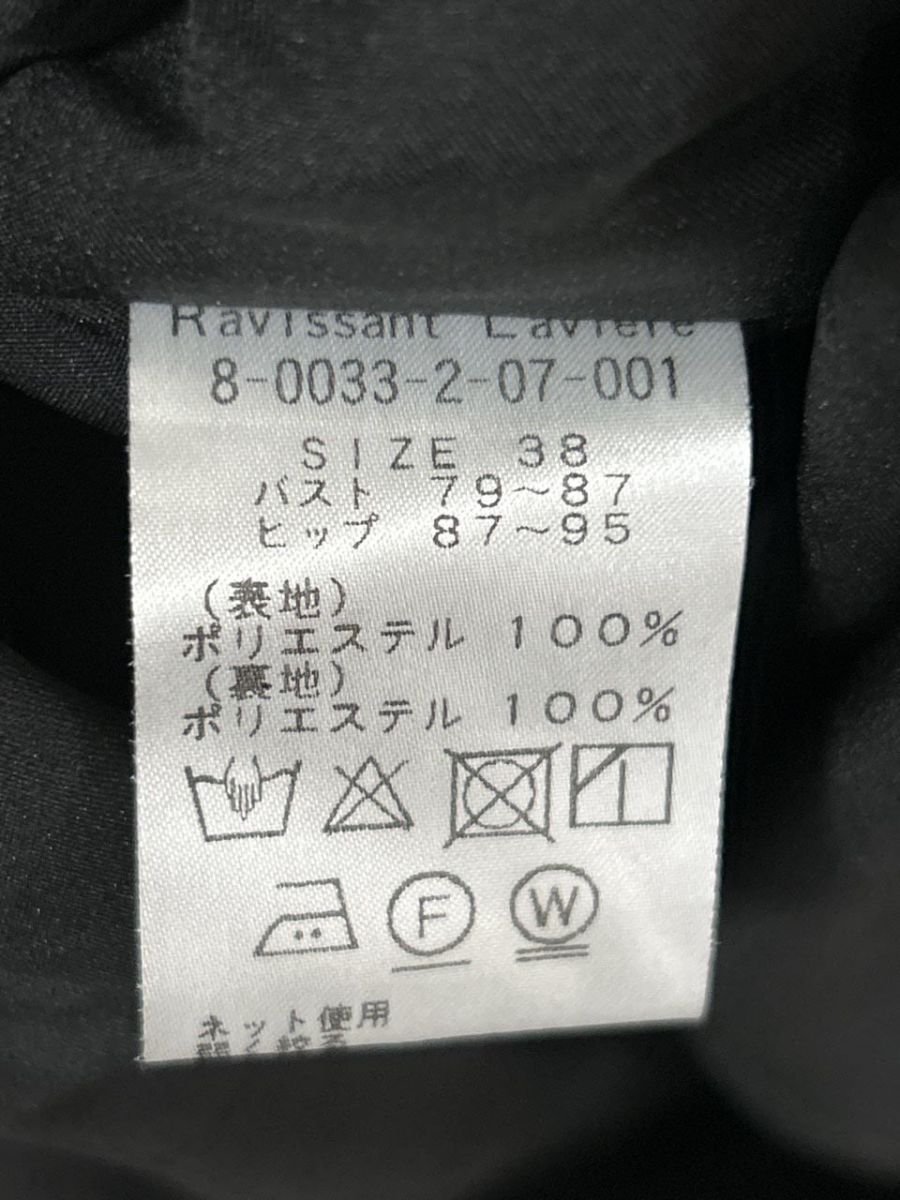 Ravissant Laviere
8-0033-2-07-001
SIZE 38
バスト 79~87
ヒップ 87~95
(表地)
ポリエステル 100%
(裏地)
ポリエステル 100%
F W
ネット使用